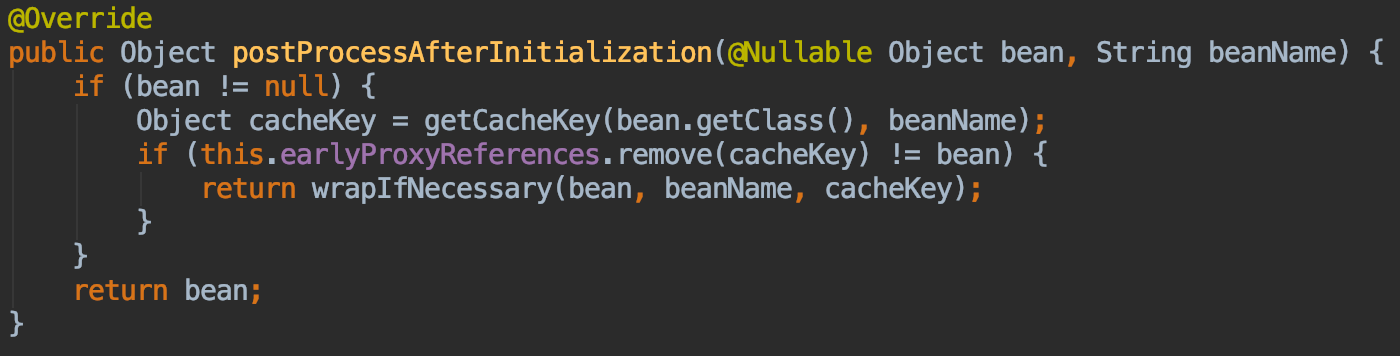 @Override
public Object postProcessAfterInitialization(@Nullable Object bean, String beanName) {
    if (bean != null) {
        Object cacheKey = getCacheKey(bean.getClass(), beanName);
        if (this.earlyProxyReferences.remove(cacheKey) != bean) {
            return wrapIfNecessary(bean, beanName, cacheKey);
        }
    }
    return bean;
}